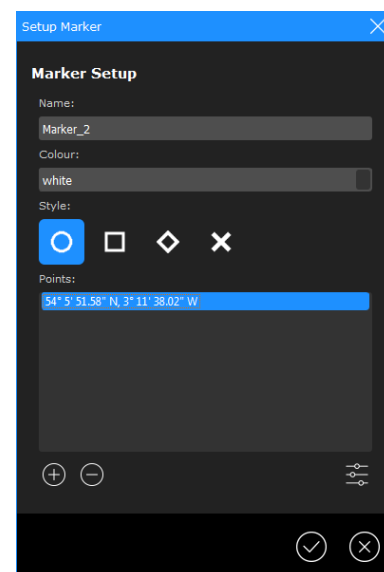 Setup Marker
Marker Setup
Name:
Marker_2
Colour:
white
Style:
Points:
54° 5' 51.58" N, 3° 11' 38.02" W